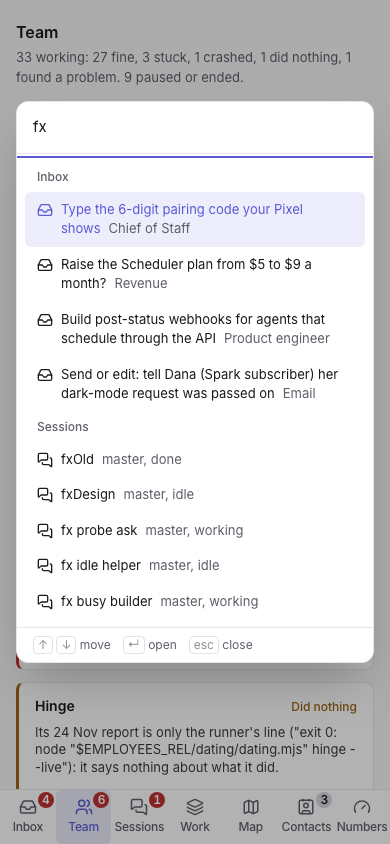 Team
33 working: 27 fine, 3 stuck, 1 crashed, 1 did nothing, 1
found a problem. 9 paused or ended.
fx
Inbox
Type the 6-digit pairing code your Pixel
shows Chief of Staff
Raise the Scheduler plan from $5 to $9 a
month? Revenue
Build post-status webhooks for agents that
schedule through the API Product engineer
Send or edit: tell Dana (Spark subscriber) her
dark-mode request was passed on Email
Sessions
fxOld master, done
fxDesign master, idle
fx probe ask master, working
fx idle helper master, idle
fx busy builder master, working
↑ ↓ move ↵ open esc close
Hinge Did nothing
Its 24 Nov report is only the runner's line ("exit 0:
node "$EMPLOYEES_REL/dating/dating.mjs" hinge -
-live"): it says nothing about what it did.
4 6 1 3
Inbox Team Sessions Work Map Contacts Numbers